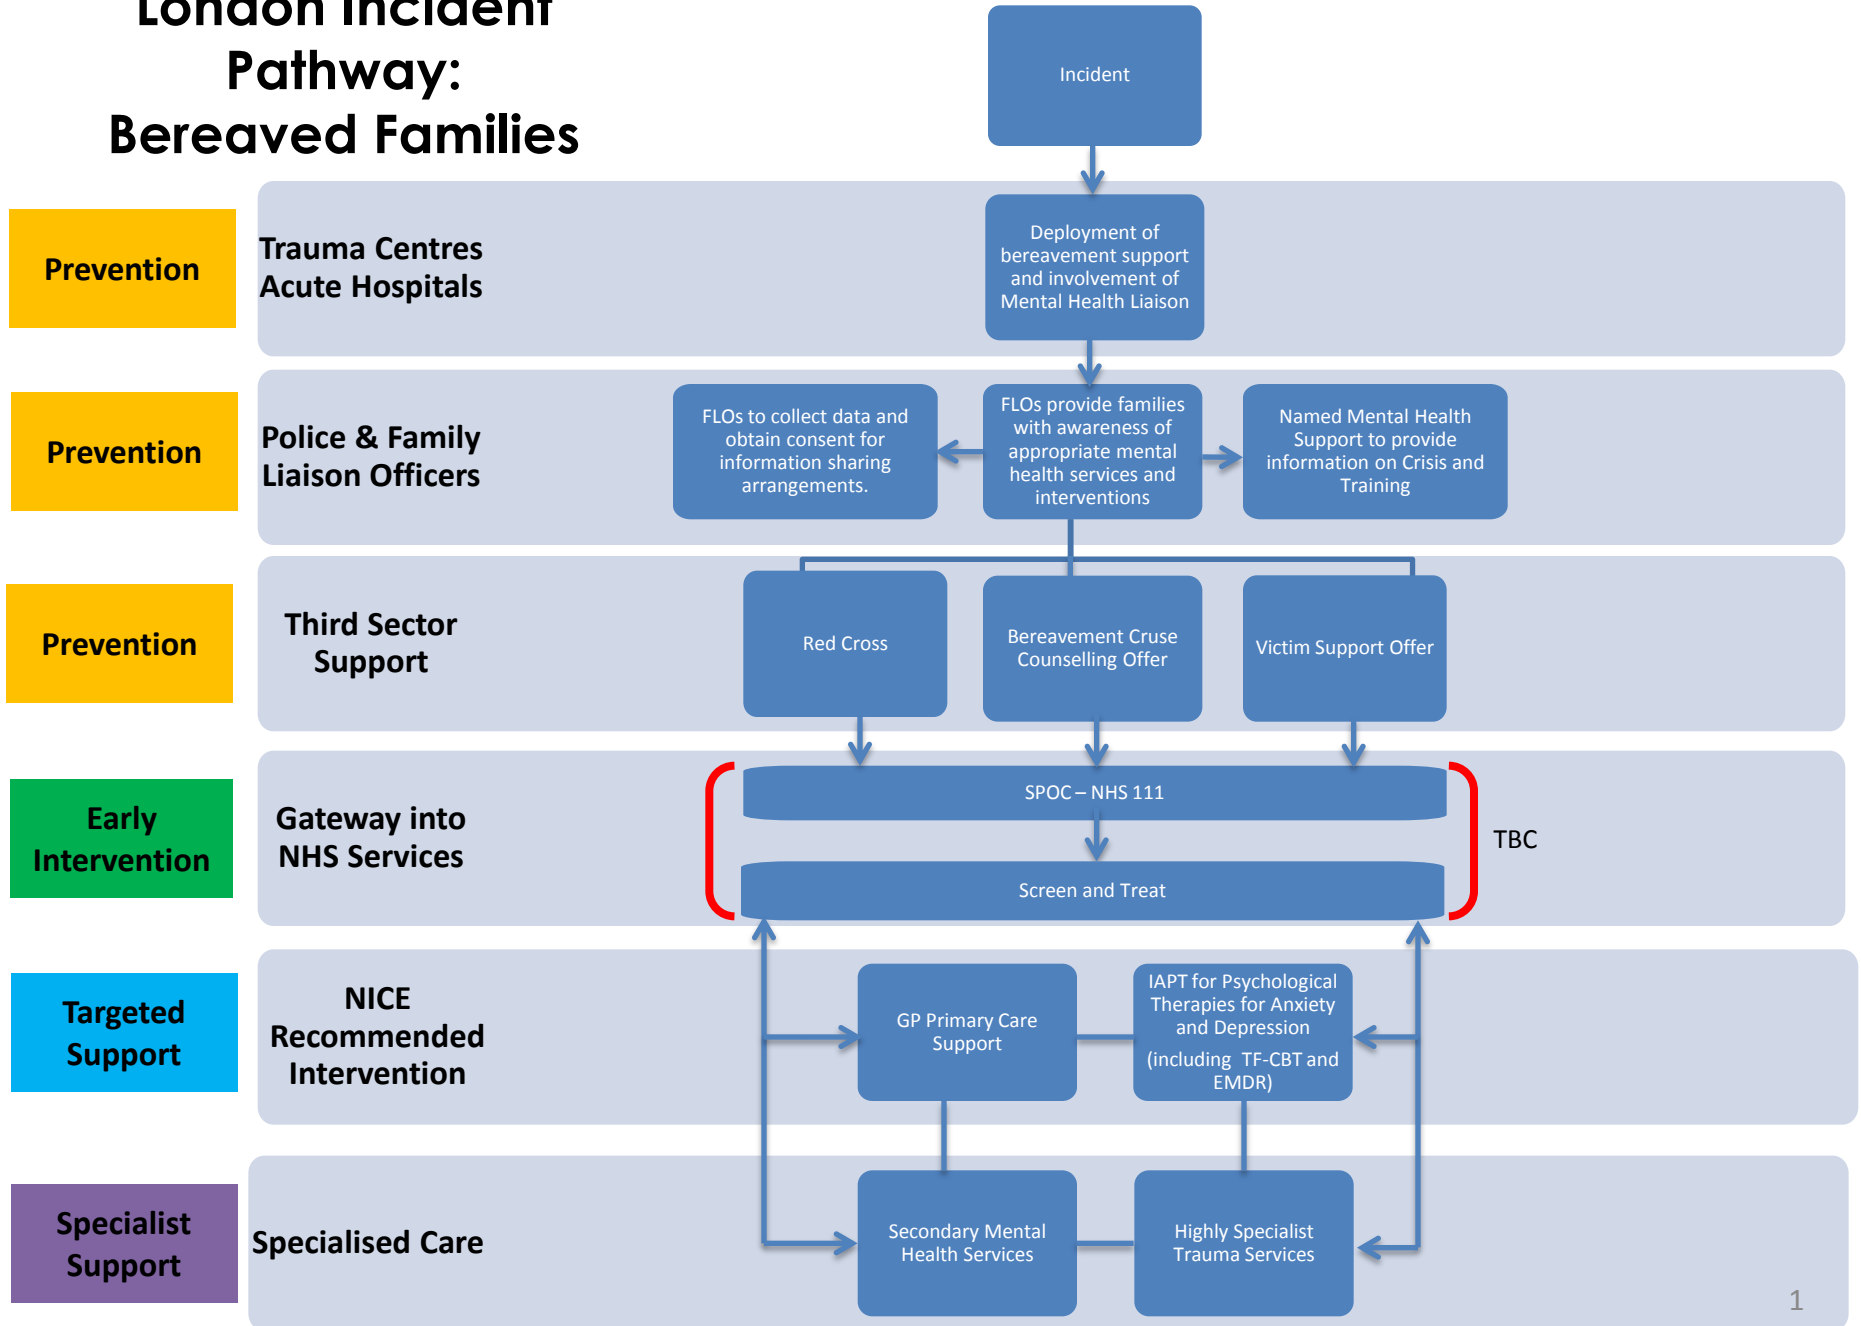 London Incident
Pathway:
Bereaved Families
Incident
Prevention
Trauma Centres
Acute Hospitals
Deployment of
bereavement support
and involvement of
Mental Health Liaison
Prevention
Police & Family
Liaison Officers
FLOs to collect data and
obtain consent for
information sharing
arrangements.
FLOs provide families
with awareness of
appropriate mental
health services and
interventions
Named Mental Health
Support to provide
information on Crisis and
Training
Prevention
Third Sector
Support
Red Cross
Bereavement Cruse
Counselling Offer
Victim Support Offer
Early
Intervention
Gateway into
NHS Services
SPOC – NHS 111
Screen and Treat
TBC
Targeted
Support
NICE
Recommended
Intervention
GP Primary Care
Support
IAPT for Psychological
Therapies for Anxiety
and Depression
(including TF-CBT and
EMDR)
Specialist
Support
Specialised Care
Secondary Mental
Health Services
Highly Specialist
Trauma Services
1